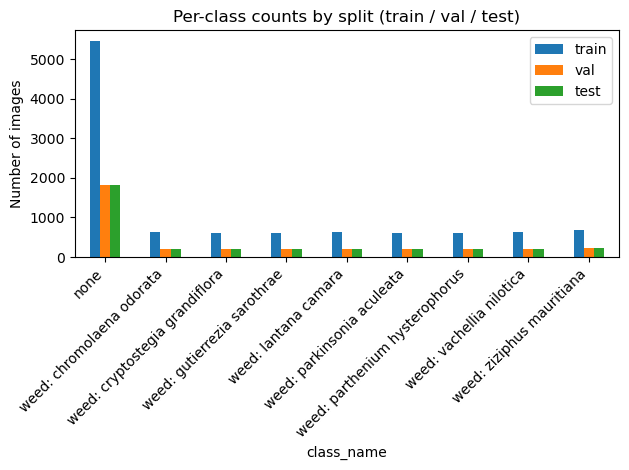 Per-class counts by split (train / val / test)
train
val
test
Number of images
5000
4000
3000
2000
1000
0
none
weed: chromolaena odorata
weed: cryptostegia grandiflora
weed: gutierrezia sarothrae
weed: lantana camara
weed: parkinsonia aculeata
weed: parthenium hysterophorus
weed: vachellia nilotica
weed: ziziphus mauritiana
class_name